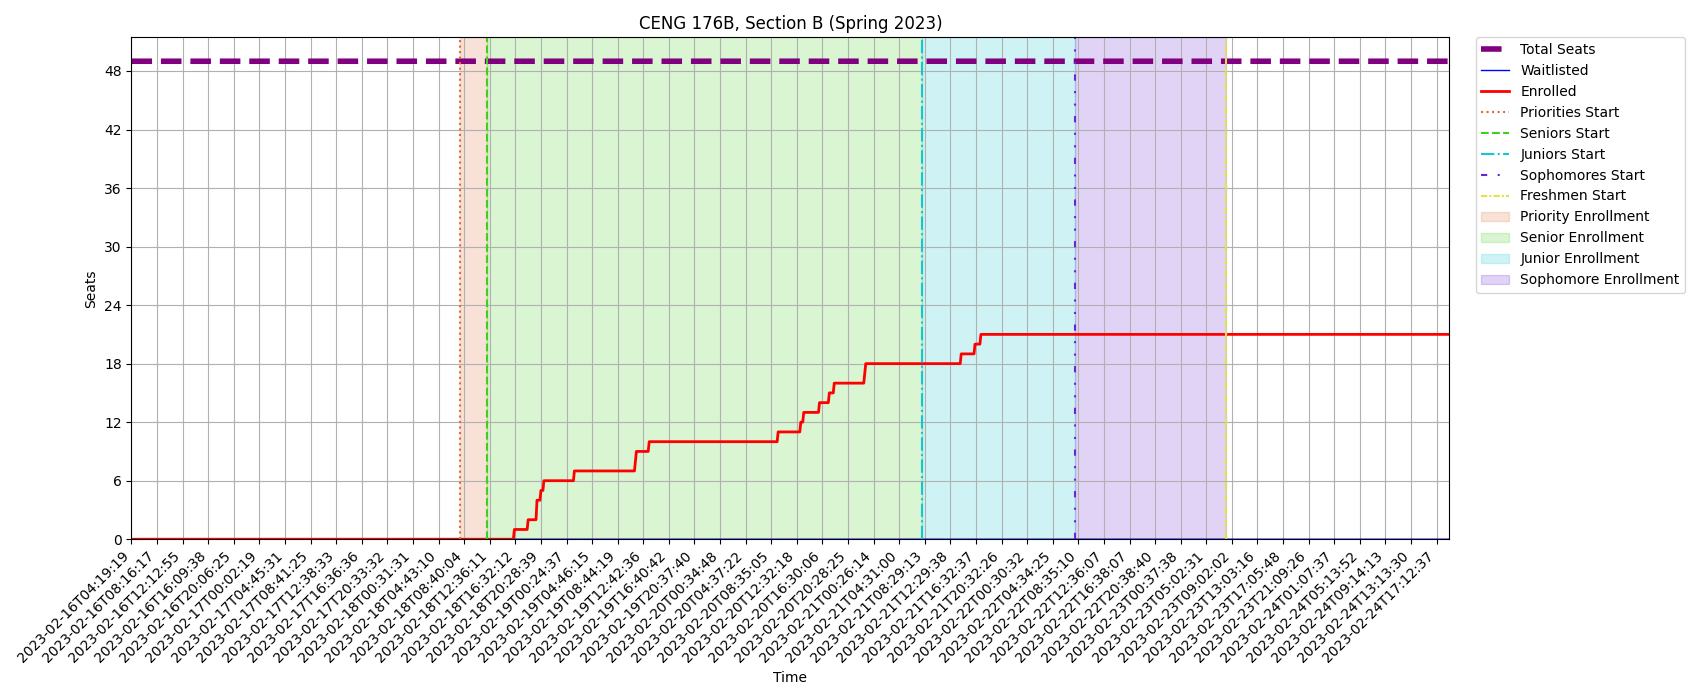 CENG 176B, Section B (Spring 2023)
Total Seats
Waitlisted
Enrolled
Priorities Start
Seniors Start
Juniors Start
Sophomores Start
Freshmen Start
Priority Enrollment
Senior Enrollment
Junior Enrollment
Sophomore Enrollment
Seats
48
42
36
30
24
18
12
6
0
2023-02-16T04:19:19
2023-02-16T08:16:17
2023-02-16T12:12:55
2023-02-16T16:09:38
2023-02-16T20:06:25
2023-02-17T00:02:19
2023-02-17T04:45:31
2023-02-17T08:41:25
2023-02-17T12:38:33
2023-02-17T16:36:36
2023-02-17T20:33:32
2023-02-18T00:31:31
2023-02-18T04:43:10
2023-02-18T08:40:04
2023-02-18T12:36:11
2023-02-18T16:32:12
2023-02-18T20:28:39
2023-02-19T00:24:37
2023-02-19T04:46:15
2023-02-19T08:44:19
2023-02-19T12:42:36
2023-02-19T16:40:42
2023-02-19T20:37:40
2023-02-20T00:34:48
2023-02-20T04:37:22
2023-02-20T08:35:05
2023-02-20T12:32:18
2023-02-20T16:30:06
2023-02-20T20:28:25
2023-02-21T00:26:14
2023-02-21T04:31:00
2023-02-21T08:29:13
2023-02-21T12:29:38
2023-02-21T16:32:37
2023-02-21T20:32:26
2023-02-22T00:30:32
2023-02-22T04:34:25
2023-02-22T08:35:10
2023-02-22T12:36:07
2023-02-22T16:38:07
2023-02-22T20:38:40
2023-02-23T00:37:38
2023-02-23T05:02:31
2023-02-23T09:02:02
2023-02-23T13:03:16
2023-02-23T17:05:48
2023-02-23T21:09:26
2023-02-24T01:07:37
2023-02-24T05:13:52
2023-02-24T09:14:13
2023-02-24T13:13:30
2023-02-24T17:12:37
Time